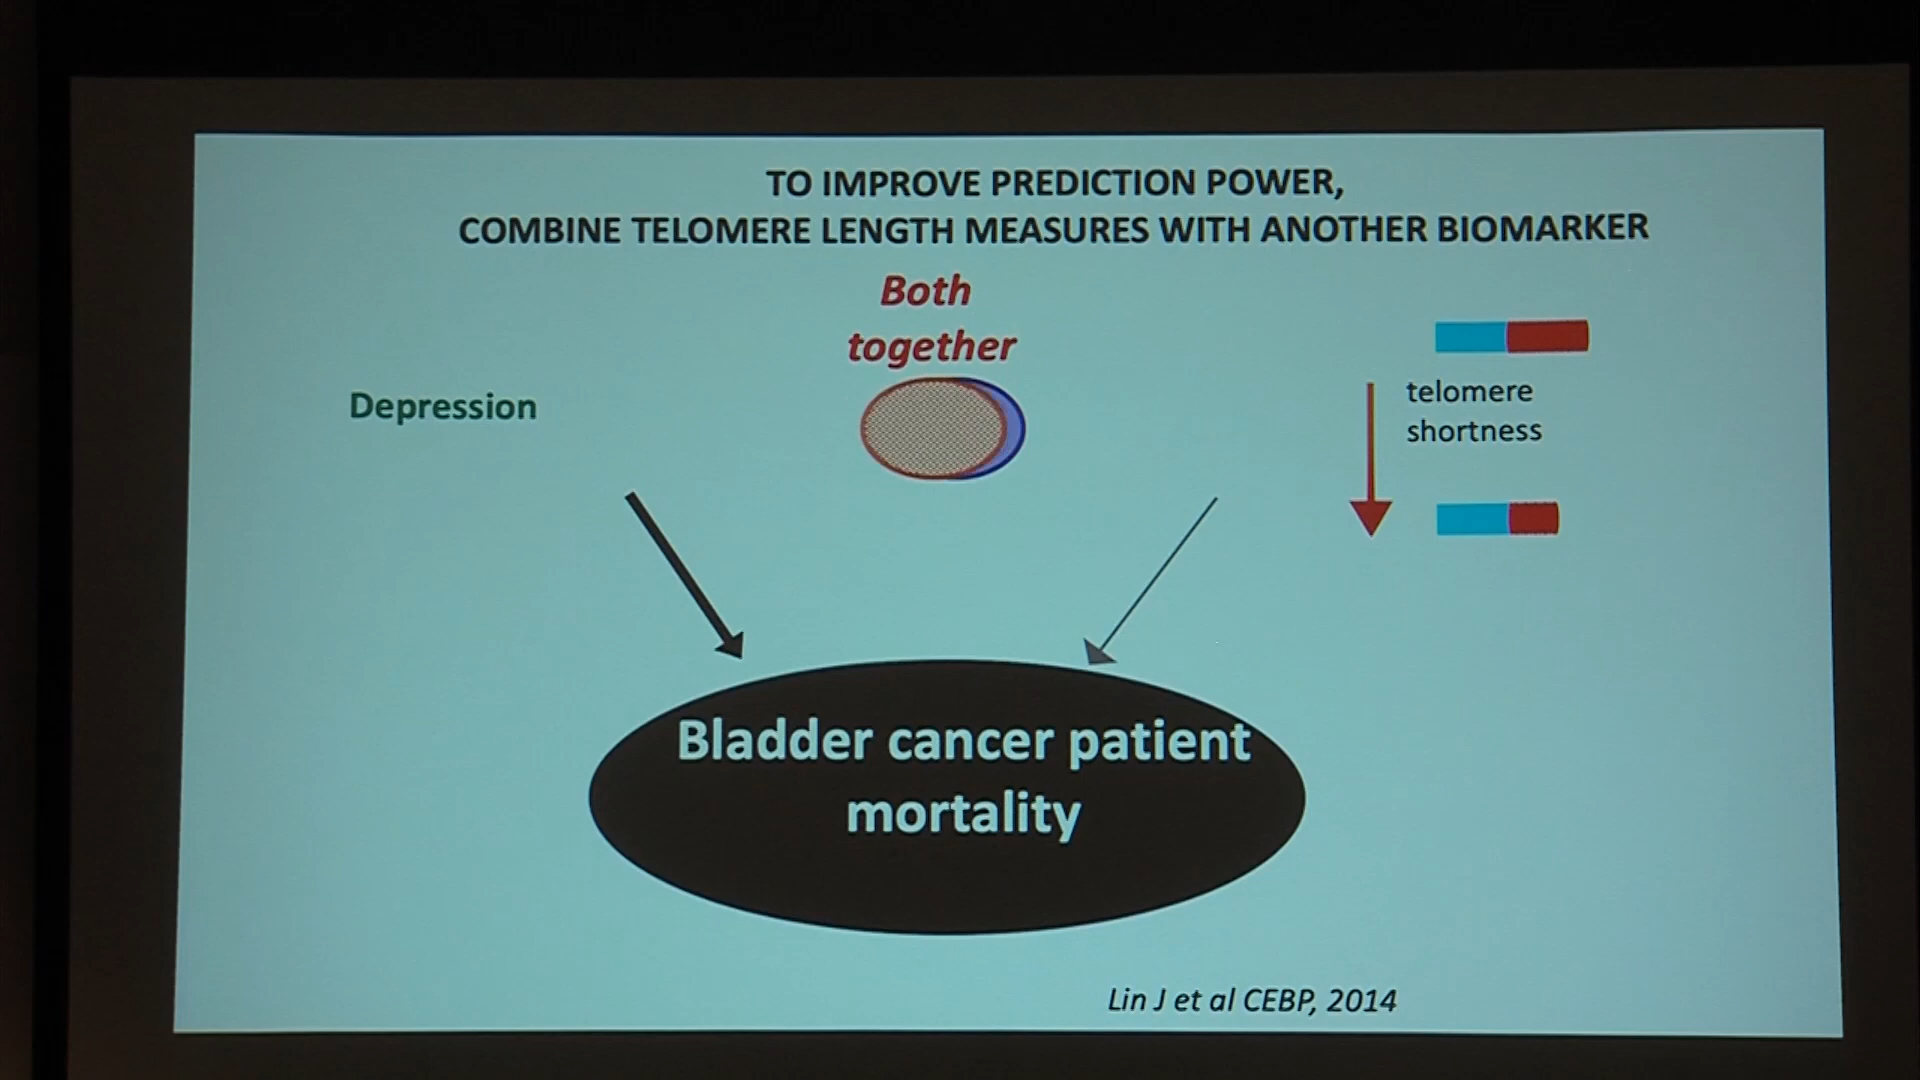 TO IMPROVE PREDICTION POWER,
COMBINE TELOMERE LENGTH MEASURES WITH ANOTHER BIOMARKER
Both
together
Depression
telomere
shortness
Bladder cancer patient
mortality
Lin J et al CEBP, 2014